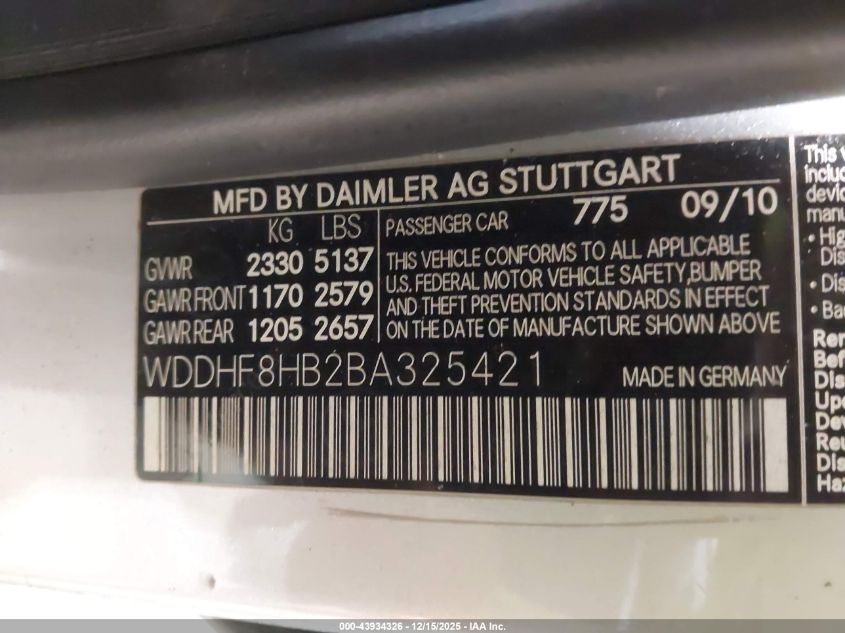 MFD BY DAIMLER AG STUTTGART
KG LBS
GVWR 2330 5137
GAWR FRONT 1170 2579
GAWR REAR 1205 2657
PASSENGER CAR 775 09/10
THIS VEHICLE CONFORMS TO ALL APPLICABLE
U.S. FEDERAL MOTOR VEHICLE SAFETY,BUMPER
AND THEFT PREVENTION STANDARDS IN EFFECT
ON THE DATE OF MANUFACTURE SHOWN ABOVE
WDDHF8HB2BA325421 MADE IN GERMANY
This
000-43934326 - 12/15/2025 - IAA Inc.